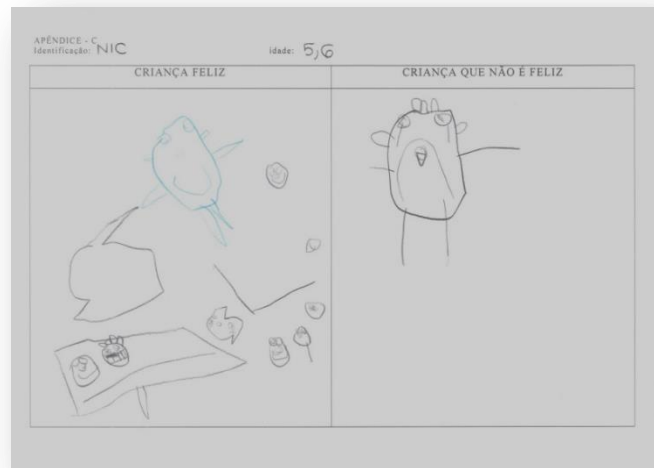 APÊNDICE - C
Identificação: NIC idade: 5,6
CRIANÇA FELIZ CRIANÇA QUE NÃO É FELIZ